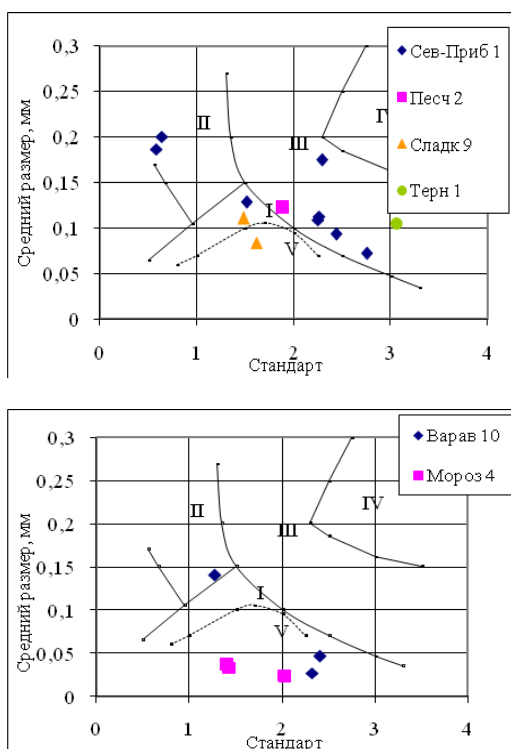 0,3
0,25
0,2
0,15
0,1
0,05
0
Средний размер, мм
II
III
IV
I
V
0 1 2 3 4
Стандарт
Сев-Приб 1
Песч 2
Сладк 9
Терн 1
0,3
0,25
0,2
0,15
0,1
0,05
0
Средний размер, мм
II
III
IV
I
V
0 1 2 3 4
Стандарт
Варав 10
Мороз 4